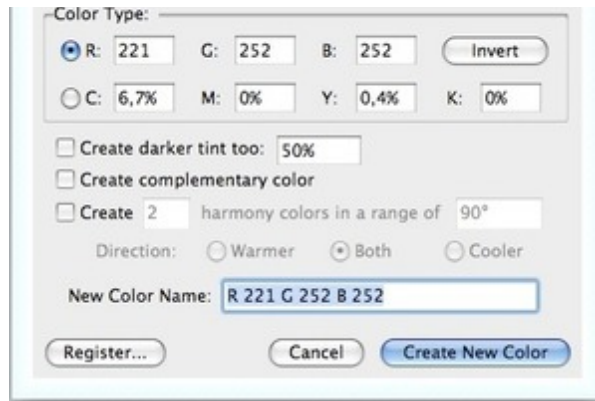 Color Type:
R: 221 G: 252 B: 252 Invert
C: 6,7% M: 0% Y: 0,4% K: 0%
Create darker tint too: 50%
Create complementary color
Create 2 harmony colors in a range of 90°
Direction: Warmer Both Cooler
New Color Name: R 221 G 252 B 252
Register... Cancel Create New Color